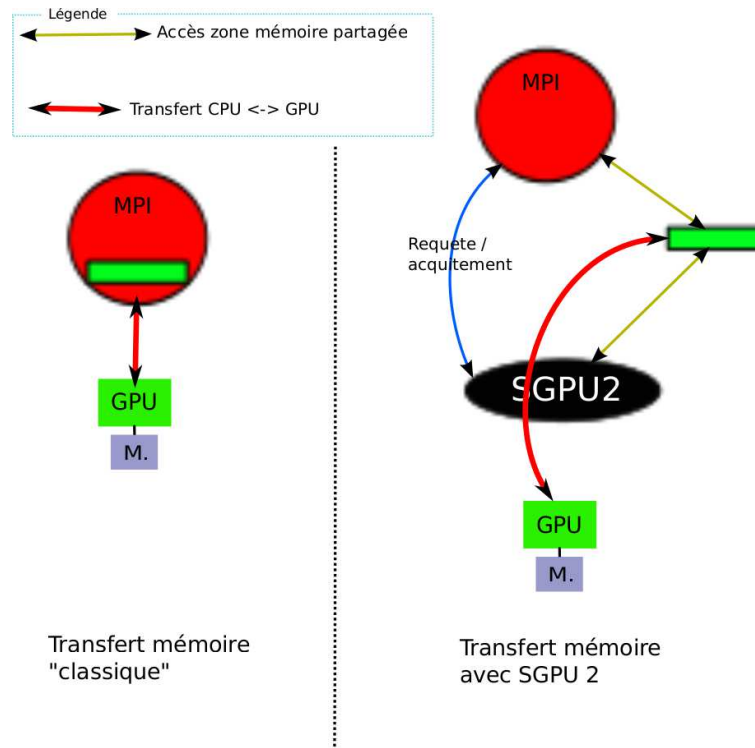 Légende
Accès zone mémoire partagée
Transfert CPU <-> GPU
MPI
GPU
M.
Transfert mémoire
"classique"
MPI
Requete /
acquitement
SGPU2
GPU
M.
Transfert mémoire
avec SGPU 2